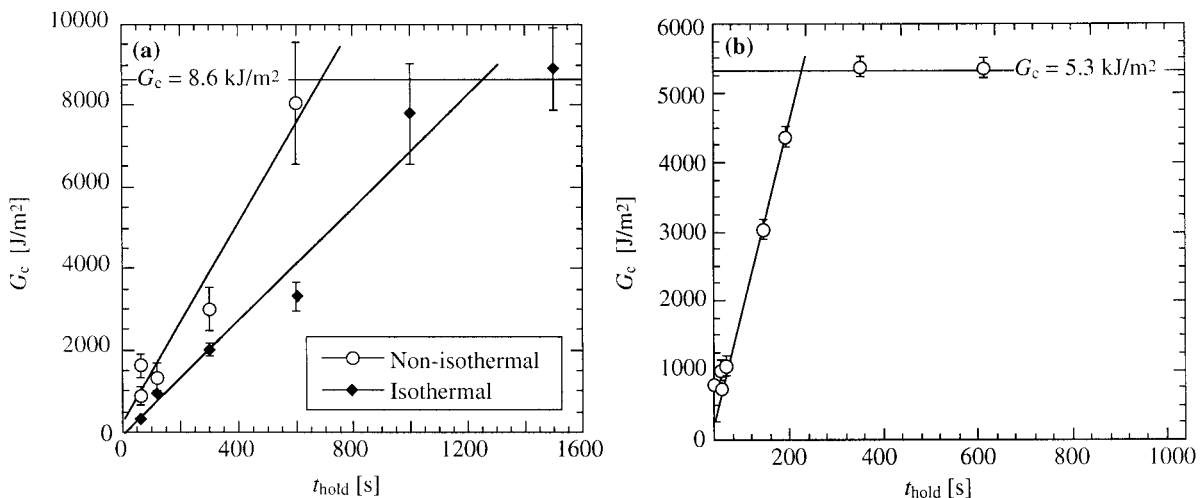 (a)
G_c = 8.6 kJ/m²
10000
8000
6000
4000
2000
0
G_c [J/m²]
Non-isothermal
Isothermal
0 400 800 1200 1600
t_hold [s]
(b)
G_c = 5.3 kJ/m²
6000
5000
4000
3000
2000
1000
0
G_c [J/m²]
200 400 600 800 1000
t_hold [s]